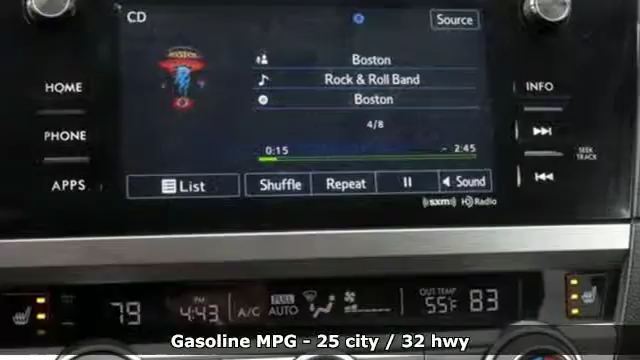 CD
Source
HOME
Boston
INFO
Rock & Roll Band
Boston
PHONE
4/8
0:15 2:45
SEEK
TRACK
APPS
List Shuffle Repeat Sound
((sxm)) HD Radio
79 PM 4:43 A/C FULL AUTO OUT TEMP 55°F 83
Gasoline MPG - 25 city / 32 hwy